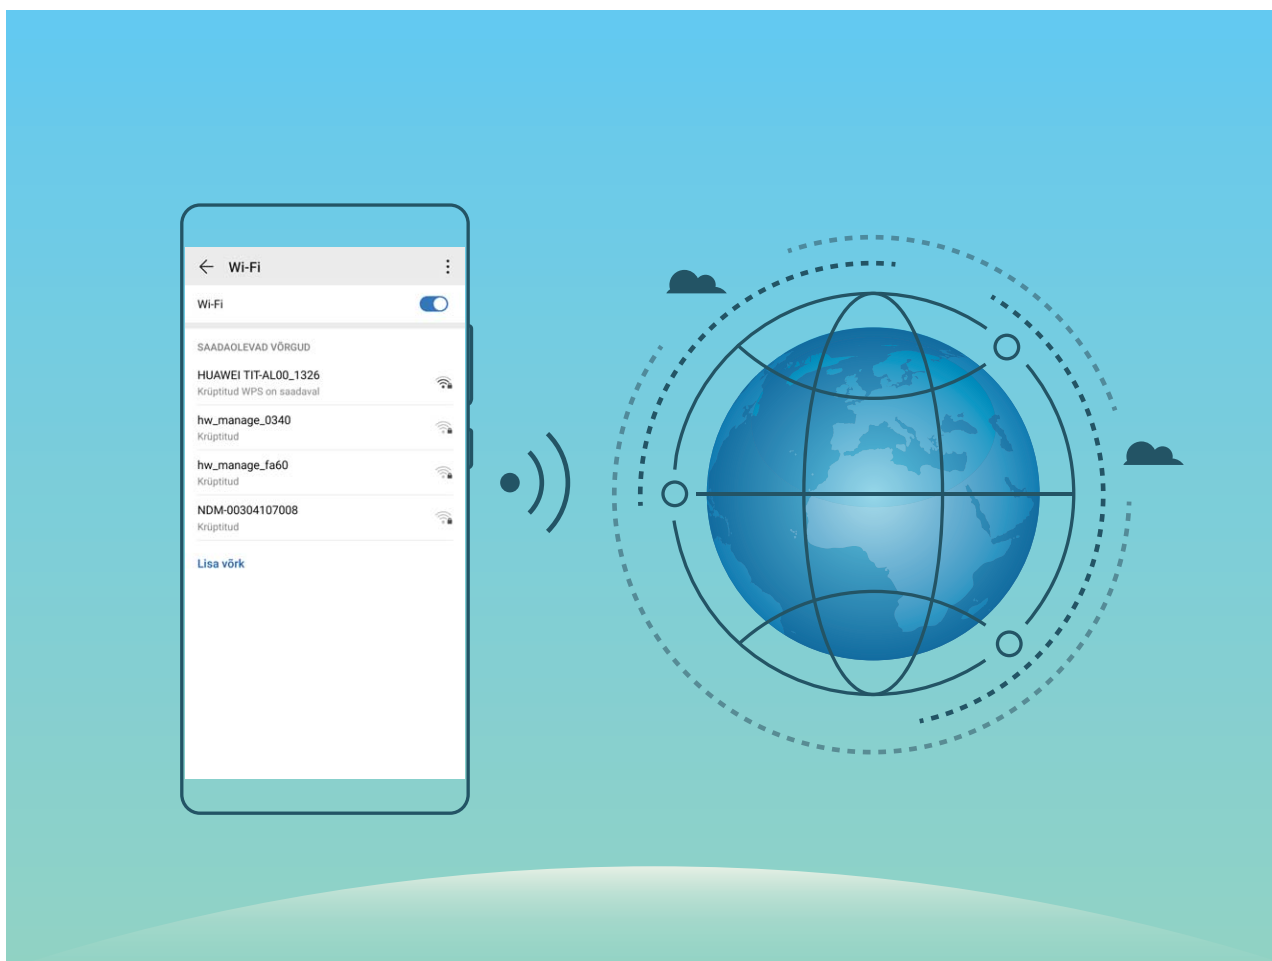 Wi-Fi
Wi-Fi
SAADAOLEVAD VÕRGUD
HUAWEI TIT-AL00_1326
Krüptitud WPS on saadaval
hw_manage_0340
Krüptitud
hw_manage_fa60
Krüptitud
NDM-00304107008
Krüptitud
Lisa võrk